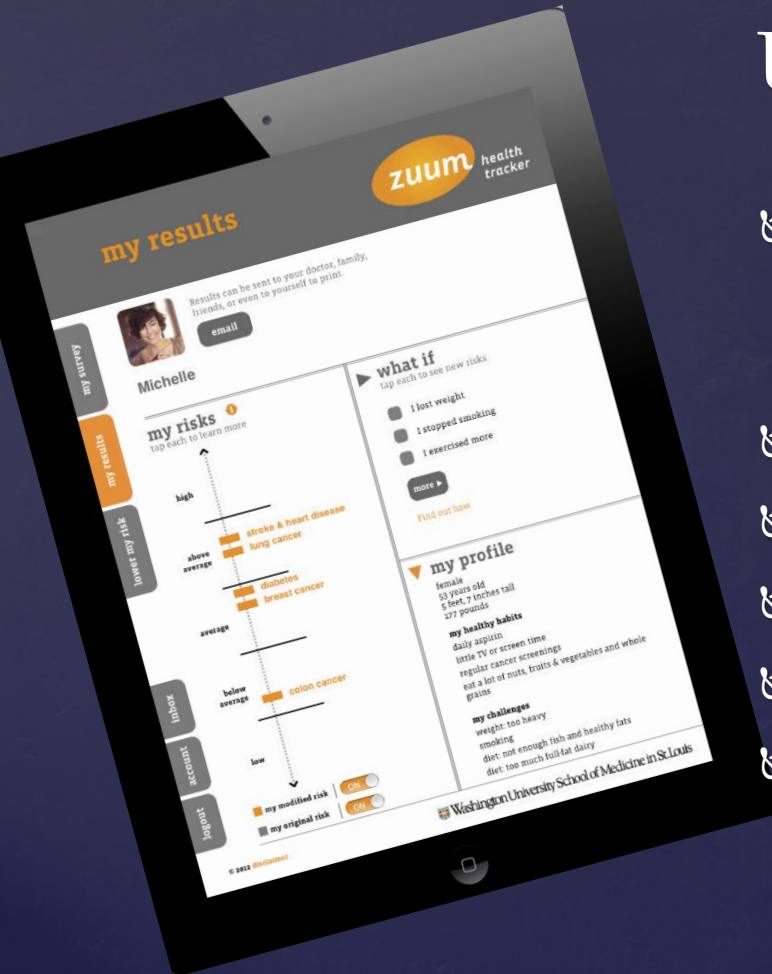 my results
zuum health
tracker
Results can be sent to your doctor, family,
friends, or even to yourself to print.
email
Michelle
my survey
my results
lower my risk
inbox
account
logout
my risks i
tap each to learn more
high
stroke & heart disease
lung cancer
above
average
diabetes
breast cancer
average
below
average
colon cancer
low
my modified risk ON
my original risk ON
© 2012 disclaimer
what if
tap each to see new risks
I lost weight
I stopped smoking
I exercised more
more
Find out how
my profile
female
53 years old
5 feet, 7 inches tall
177 pounds
my healthy habits
daily aspirin
little TV or screen time
regular cancer screenings
eat a lot of nuts, fruits & vegetables and whole
grains
my challenges
weight: too heavy
smoking
diet: not enough fish and healthy fats
diet: too much full-fat dairy
Washington University School of Medicine in St. Louis